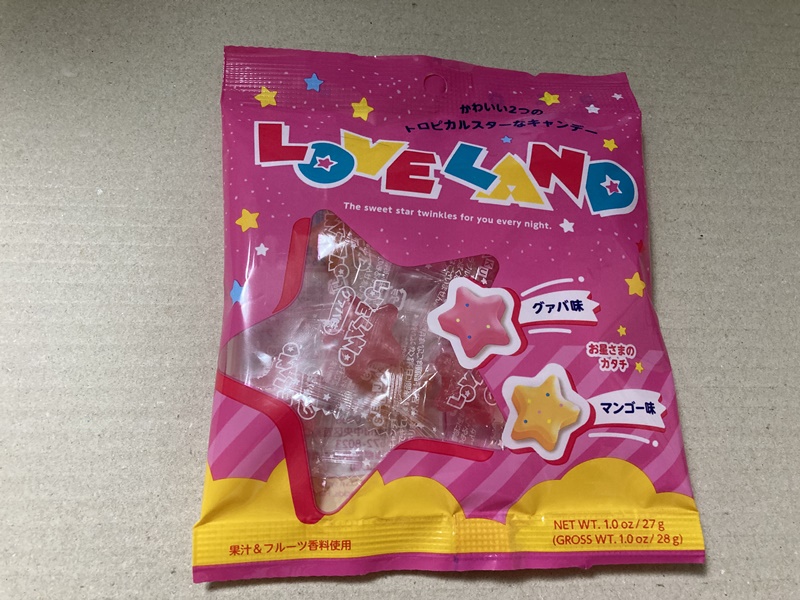 かわいい2つの
トロピカルスターなキャンデー
LOVE LAND
The sweet star twinkles for you every night.
LOVE LAND
グァバ味
お星さまの
カタチ
マンゴー味
NET WT. 1.0 oz / 27 g
(GROSS WT. 1.0 oz / 28 g)
果汁&フルーツ香料使用